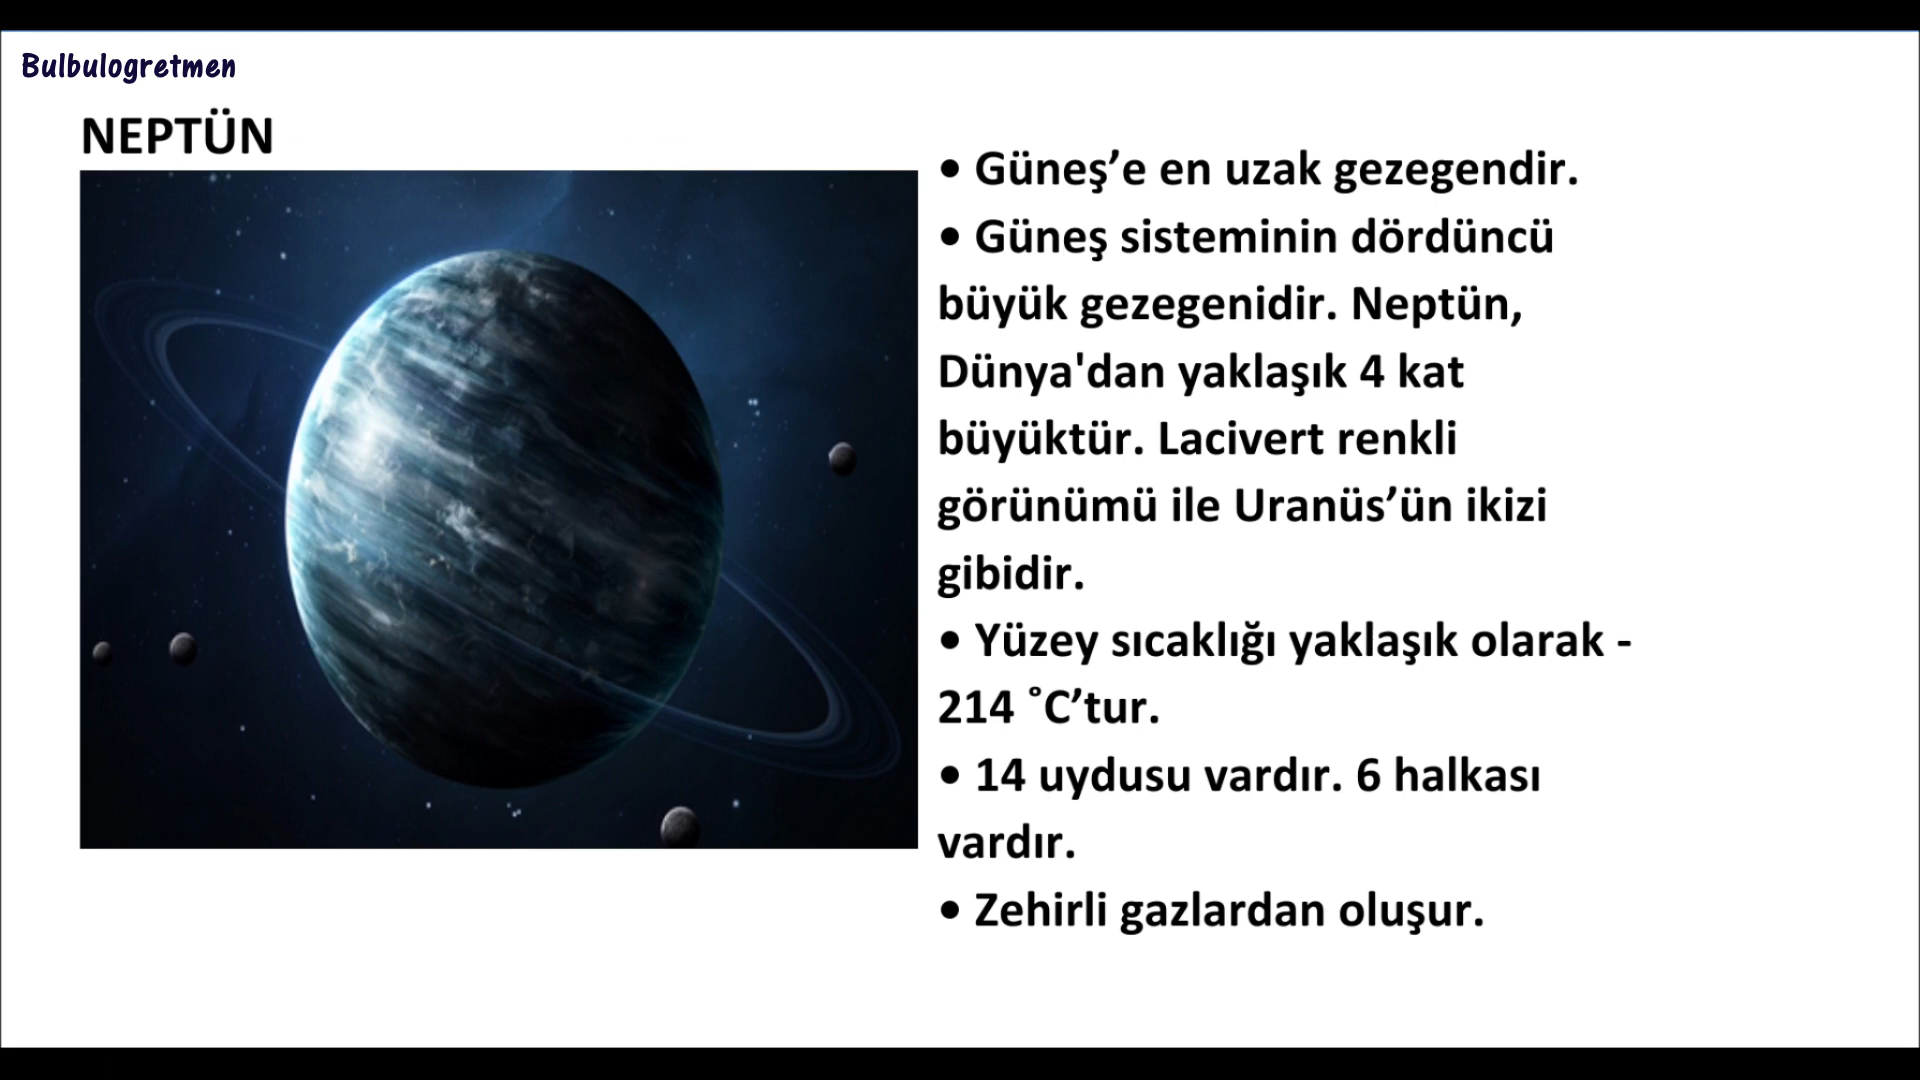 Bulbulogretmen
NEPTÜN
• Güneş’e en uzak gezegendir.
• Güneş sisteminin dördüncü
büyük gezegenidir. Neptün,
Dünya'dan yaklaşık 4 kat
büyüktür. Lacivert renkli
görünümü ile Uranüs’ün ikizi
gibidir.
• Yüzey sıcaklığı yaklaşık olarak -
214 ˚C’tur.
• 14 uydusu vardır. 6 halkası
vardır.
• Zehirli gazlardan oluşur.